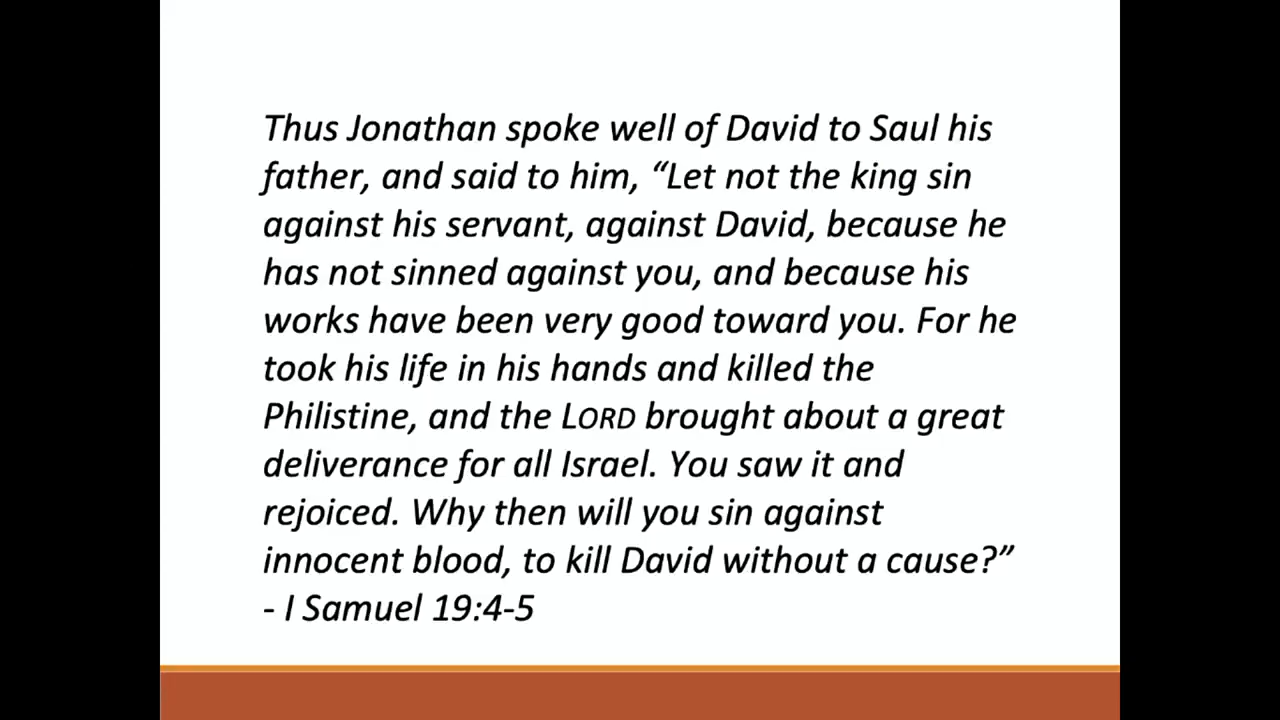 Thus Jonathan spoke well of David to Saul his
father, and said to him, “Let not the king sin
against his servant, against David, because he
has not sinned against you, and because his
works have been very good toward you. For he
took his life in his hands and killed the
Philistine, and the LORD brought about a great
deliverance for all Israel. You saw it and
rejoiced. Why then will you sin against
innocent blood, to kill David without a cause?”
- I Samuel 19:4-5